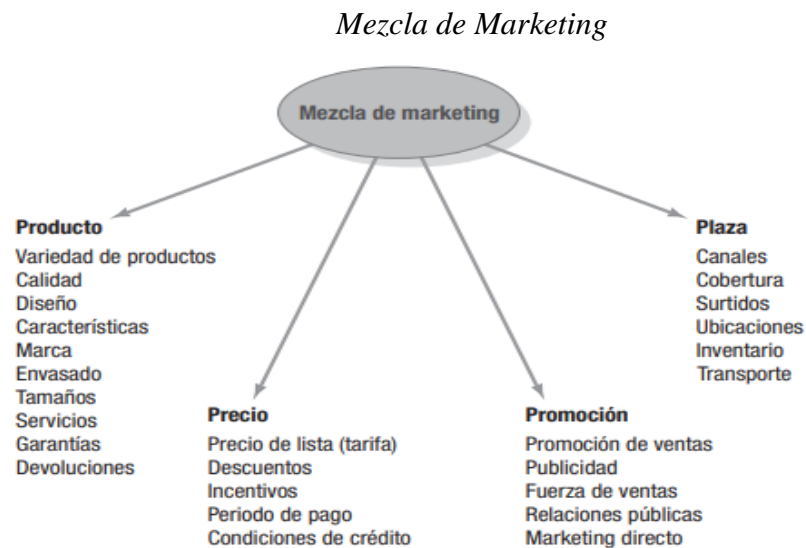 Mezcla de Marketing
Mezcla de marketing
Producto
Variedad de productos
Calidad
Diseño
Características
Marca
Envasado
Tamaños
Servicios
Garantías
Devoluciones
Precio
Precio de lista (tarifa)
Descuentos
Incentivos
Periodo de pago
Condiciones de crédito
Promoción
Promoción de ventas
Publicidad
Fuerza de ventas
Relaciones públicas
Marketing directo
Plaza
Canales
Cobertura
Surtidos
Ubicaciones
Inventario
Transporte